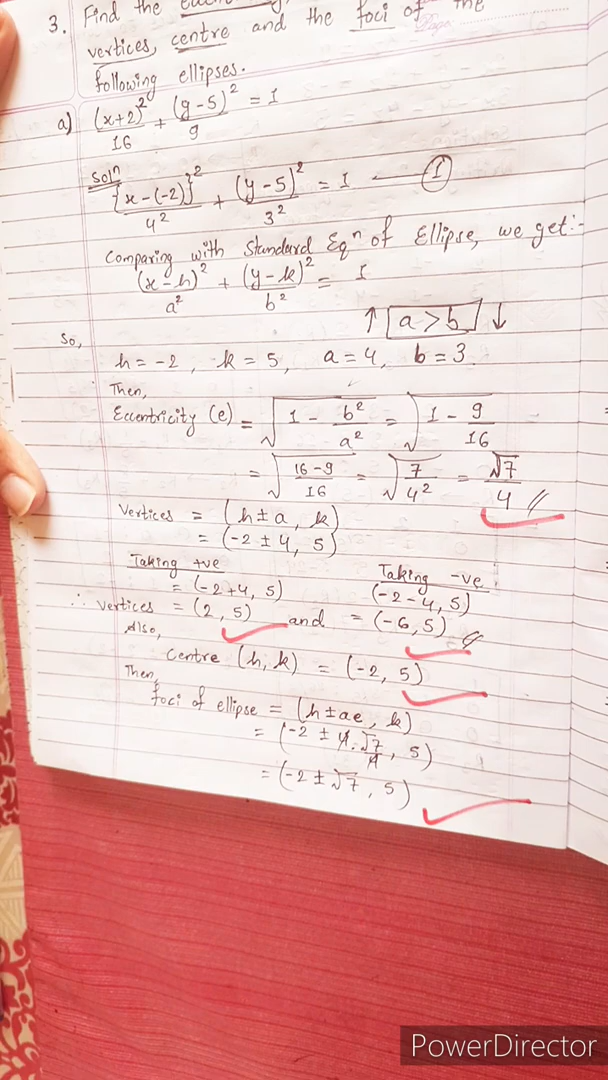 3. Find the
vertices, centre and the foci of the
following ellipses.
a) (x+2)²/16 + (y-5)²/9 = 1
Solⁿ
{x-(-2)}²/4² + (y-5)²/3² = 1 — (1)
Comparing with Standard Eqⁿ of Ellipse, we get:-
(x-h)²/a² + (y-k)²/b² = 1
↑ a > b ↓
So,
h = -2, k = 5, a = 4, b = 3
Then,
Eccentricity (e) = √(1 - b²/a²) = √(1 - 9/16)
= √((16-9)/16) = √(7/4²) = √7/4 //
Vertices = (h±a, k)
= (-2±4, 5)
Taking +ve Taking -ve
= (-2+4, 5) (-2-4, 5)
∴ vertices = (2, 5) and = (-6, 5) //
Also,
centre (h, k) = (-2, 5)
Then,
foci of ellipse = (h±ae, k)
= (-2 ± 4·√7/4, 5)
= (-2 ± √7, 5)
PowerDirector